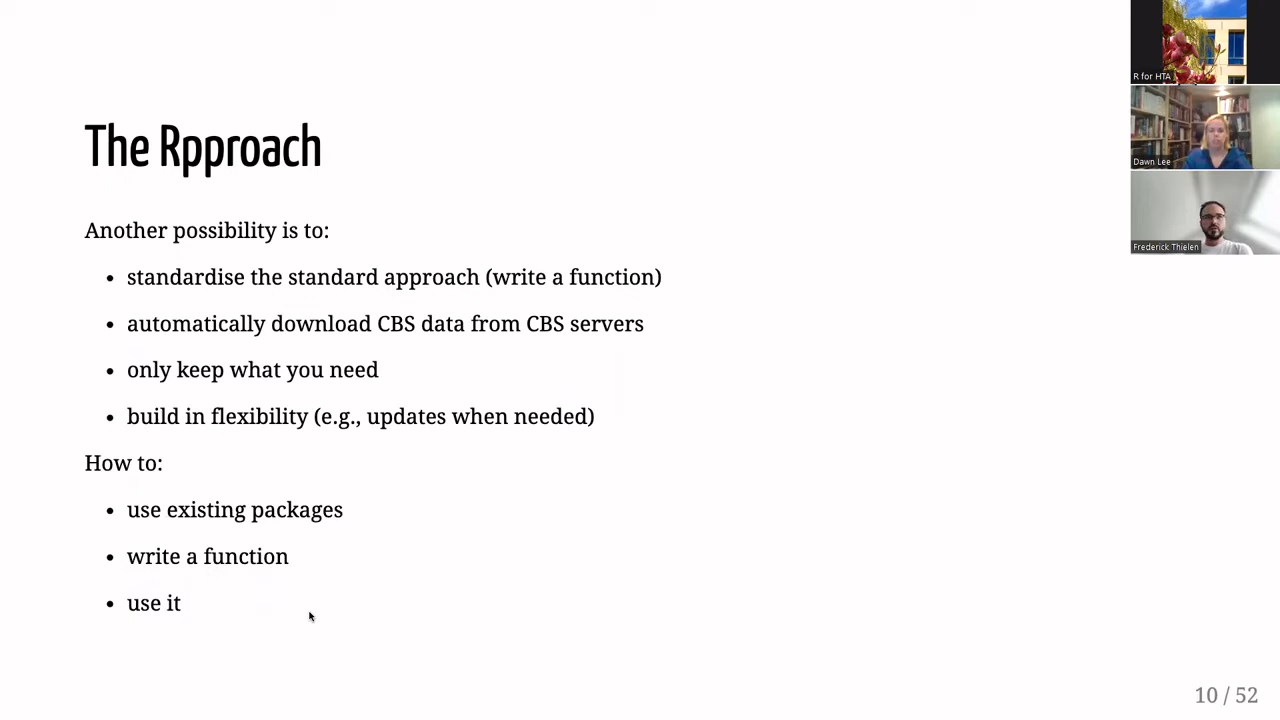 The Rpproach
Another possibility is to:
• standardise the standard approach (write a function)
• automatically download CBS data from CBS servers
• only keep what you need
• build in flexibility (e.g., updates when needed)
How to:
• use existing packages
• write a function
• use it
10 / 52
R for HTA
Dawn Lee
Frederick Thielen